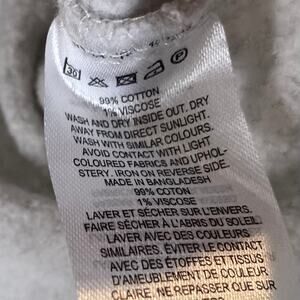 30
99% COTTON
1% VISCOSE
WASH AND DRY INSIDE OUT. DRY
AWAY FROM DIRECT SUNLIGHT.
WASH WITH SIMILAR COLOURS.
AVOID CONTACT WITH LIGHT
COLOURED FABRICS AND UPHOL-
STERY. IRON ON REVERSE SIDE.
MADE IN BANGLADESH
99% COTON
1% VISCOSE
LAVER ET SÉCHER SUR L'ENVERS.
FAIRE SÉCHER À L'ABRIS DU SOLEIL.
LAVER AVEC DES COULEURS
SIMILAIRES. ÉVITER LE CONTACT
AVEC DES ÉTOFFES ET TISSUS
D'AMEUBLEMENT DE COULEUR
CLAIRE. NE REPASSER QUE SUR